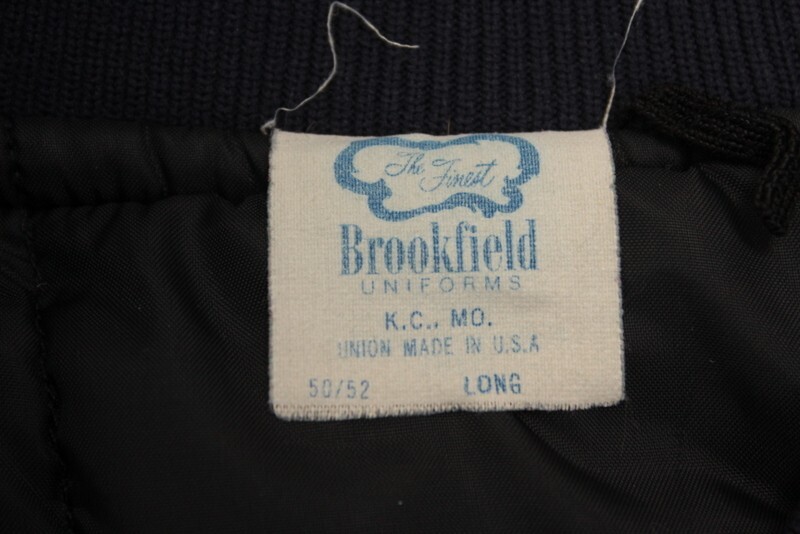 The Finest
Brookfield
UNIFORMS
K.C., MO.
UNION MADE IN U.S.A
50/52 LONG